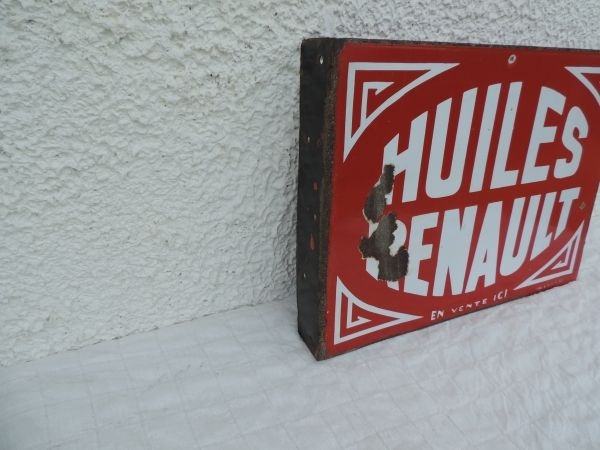 HUILES
RENAULT
EN VENTE ICI